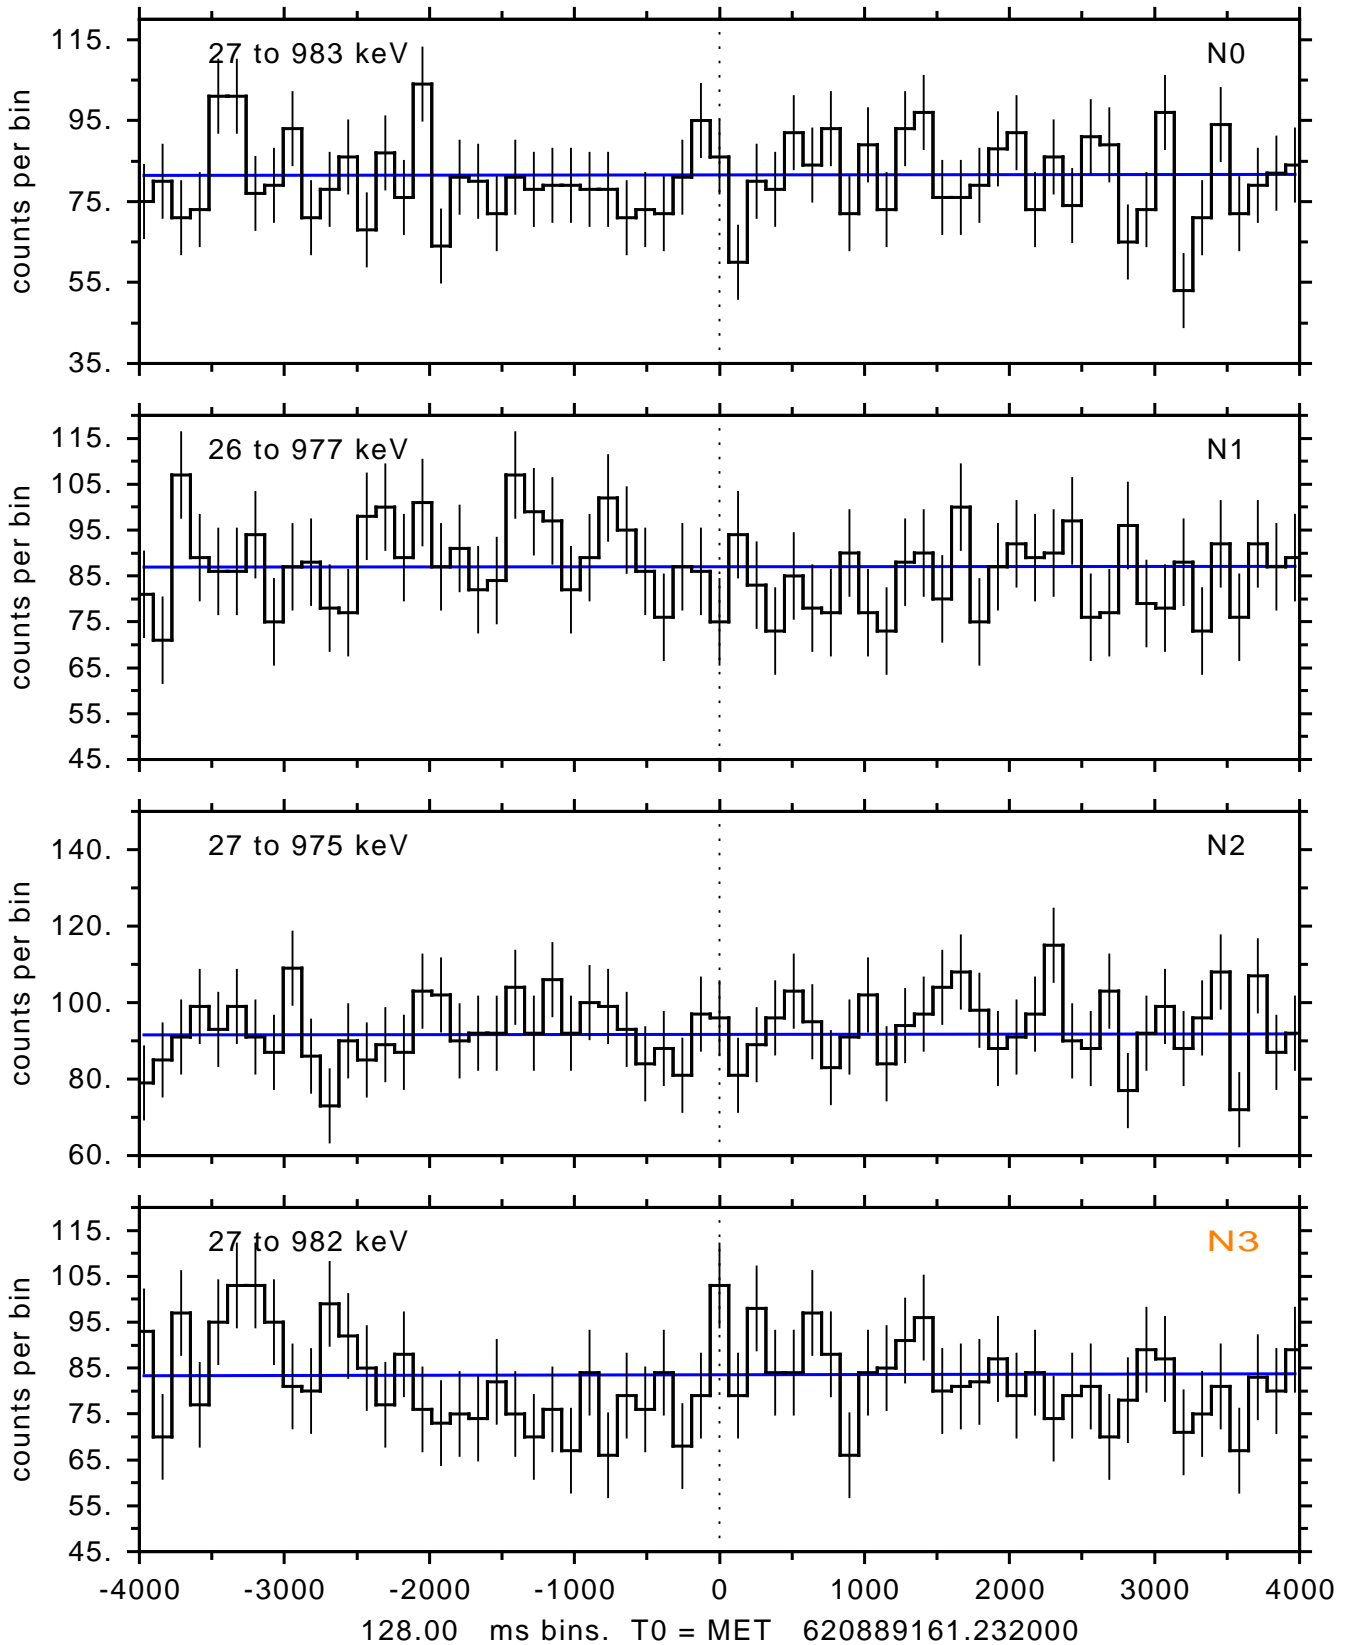 115.
95.
75.
55.
35.
counts per bin
27 to 983 keV
N0
115.
105.
95.
85.
75.
65.
55.
45.
counts per bin
26 to 977 keV
N1
140.
120.
100.
80.
60.
counts per bin
27 to 975 keV
N2
115.
105.
95.
85.
75.
65.
55.
45.
counts per bin
27 to 982 keV
N3
-4000 -3000 -2000 -1000 0 1000 2000 3000 4000
128.00 ms bins. T0 = MET 620889161.232000